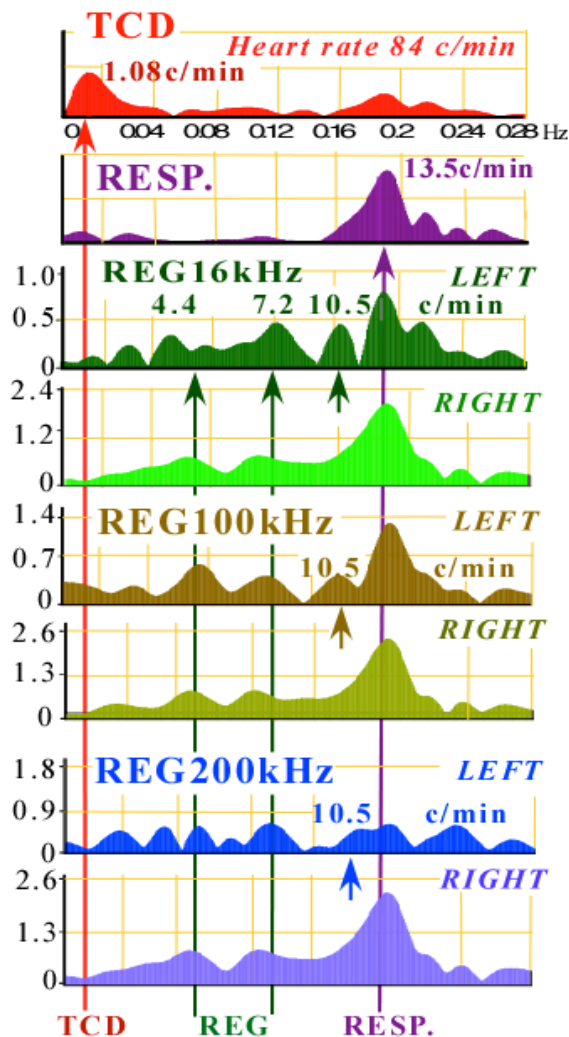 TCD
Heart rate 84 c/min
1.08c/min
0. 0.04 0.08 0.12 0.16 0.2 0.24 0.28 Hz
RESP.
13.5c/min
1.0 REG16kHz LEFT
4.4 7.2 10.5 c/min
0.5
0
2.4 RIGHT
1.2
0
1.4 REG100kHz LEFT
0.7 10.5 c/min
0
2.6 RIGHT
1.3
0
1.8 REG200kHz LEFT
0.9 10.5 c/min
0
2.6 RIGHT
1.3
0
TCD REG RESP.